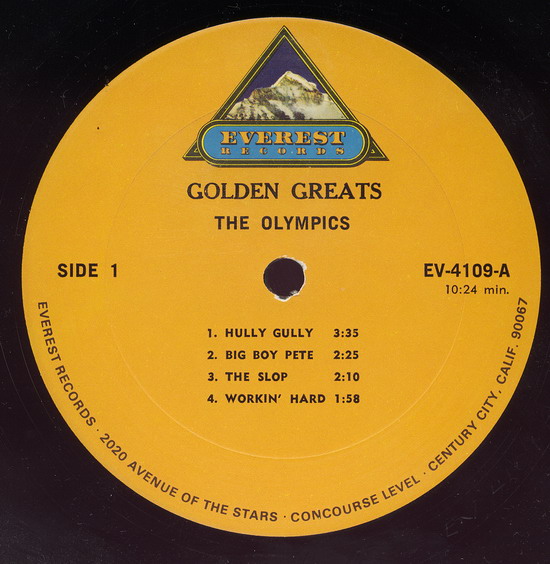 EVEREST
RECORDS
GOLDEN GREATS
THE OLYMPICS
SIDE 1
EV-4109-A
10:24 min.
1. HULLY GULLY 3:35
2. BIG BOY PETE 2:25
3. THE SLOP 2:10
4. WORKIN' HARD 1:58
EVEREST RECORDS · 2020 AVENUE OF THE STARS · CONCOURSE LEVEL · CENTURY CITY, CALIF. 90067